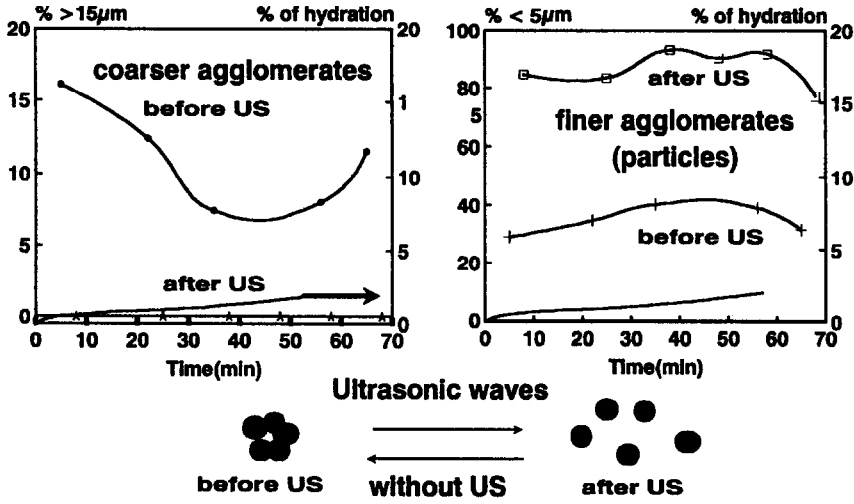 % >15µm % of hydration
20 20
coarser agglomerates
before US
15 1
10 10
5 5
after US
0 0
0 10 20 30 40 50 60 70
Time(min)
% < 5µm % of hydration
100 20
after US
80 15
5
finer agglomerates
60
(particles)
10
40
before US
5
20
0 0
0 10 20 30 40 50 60 70
Time(min)
Ultrasonic waves
before US without US after US